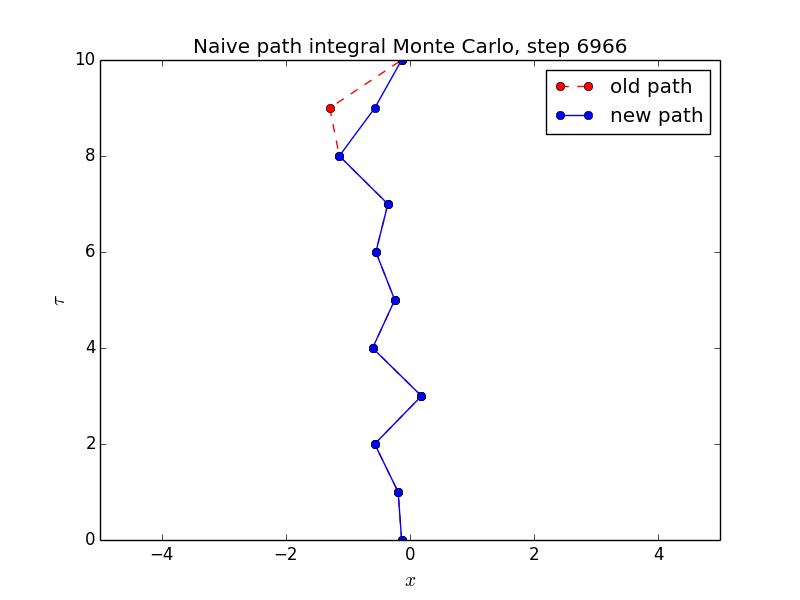 Naive path integral Monte Carlo, step 6966
old path
new path
10
8
6
4
2
0
τ
−4 −2 0 2 4
x